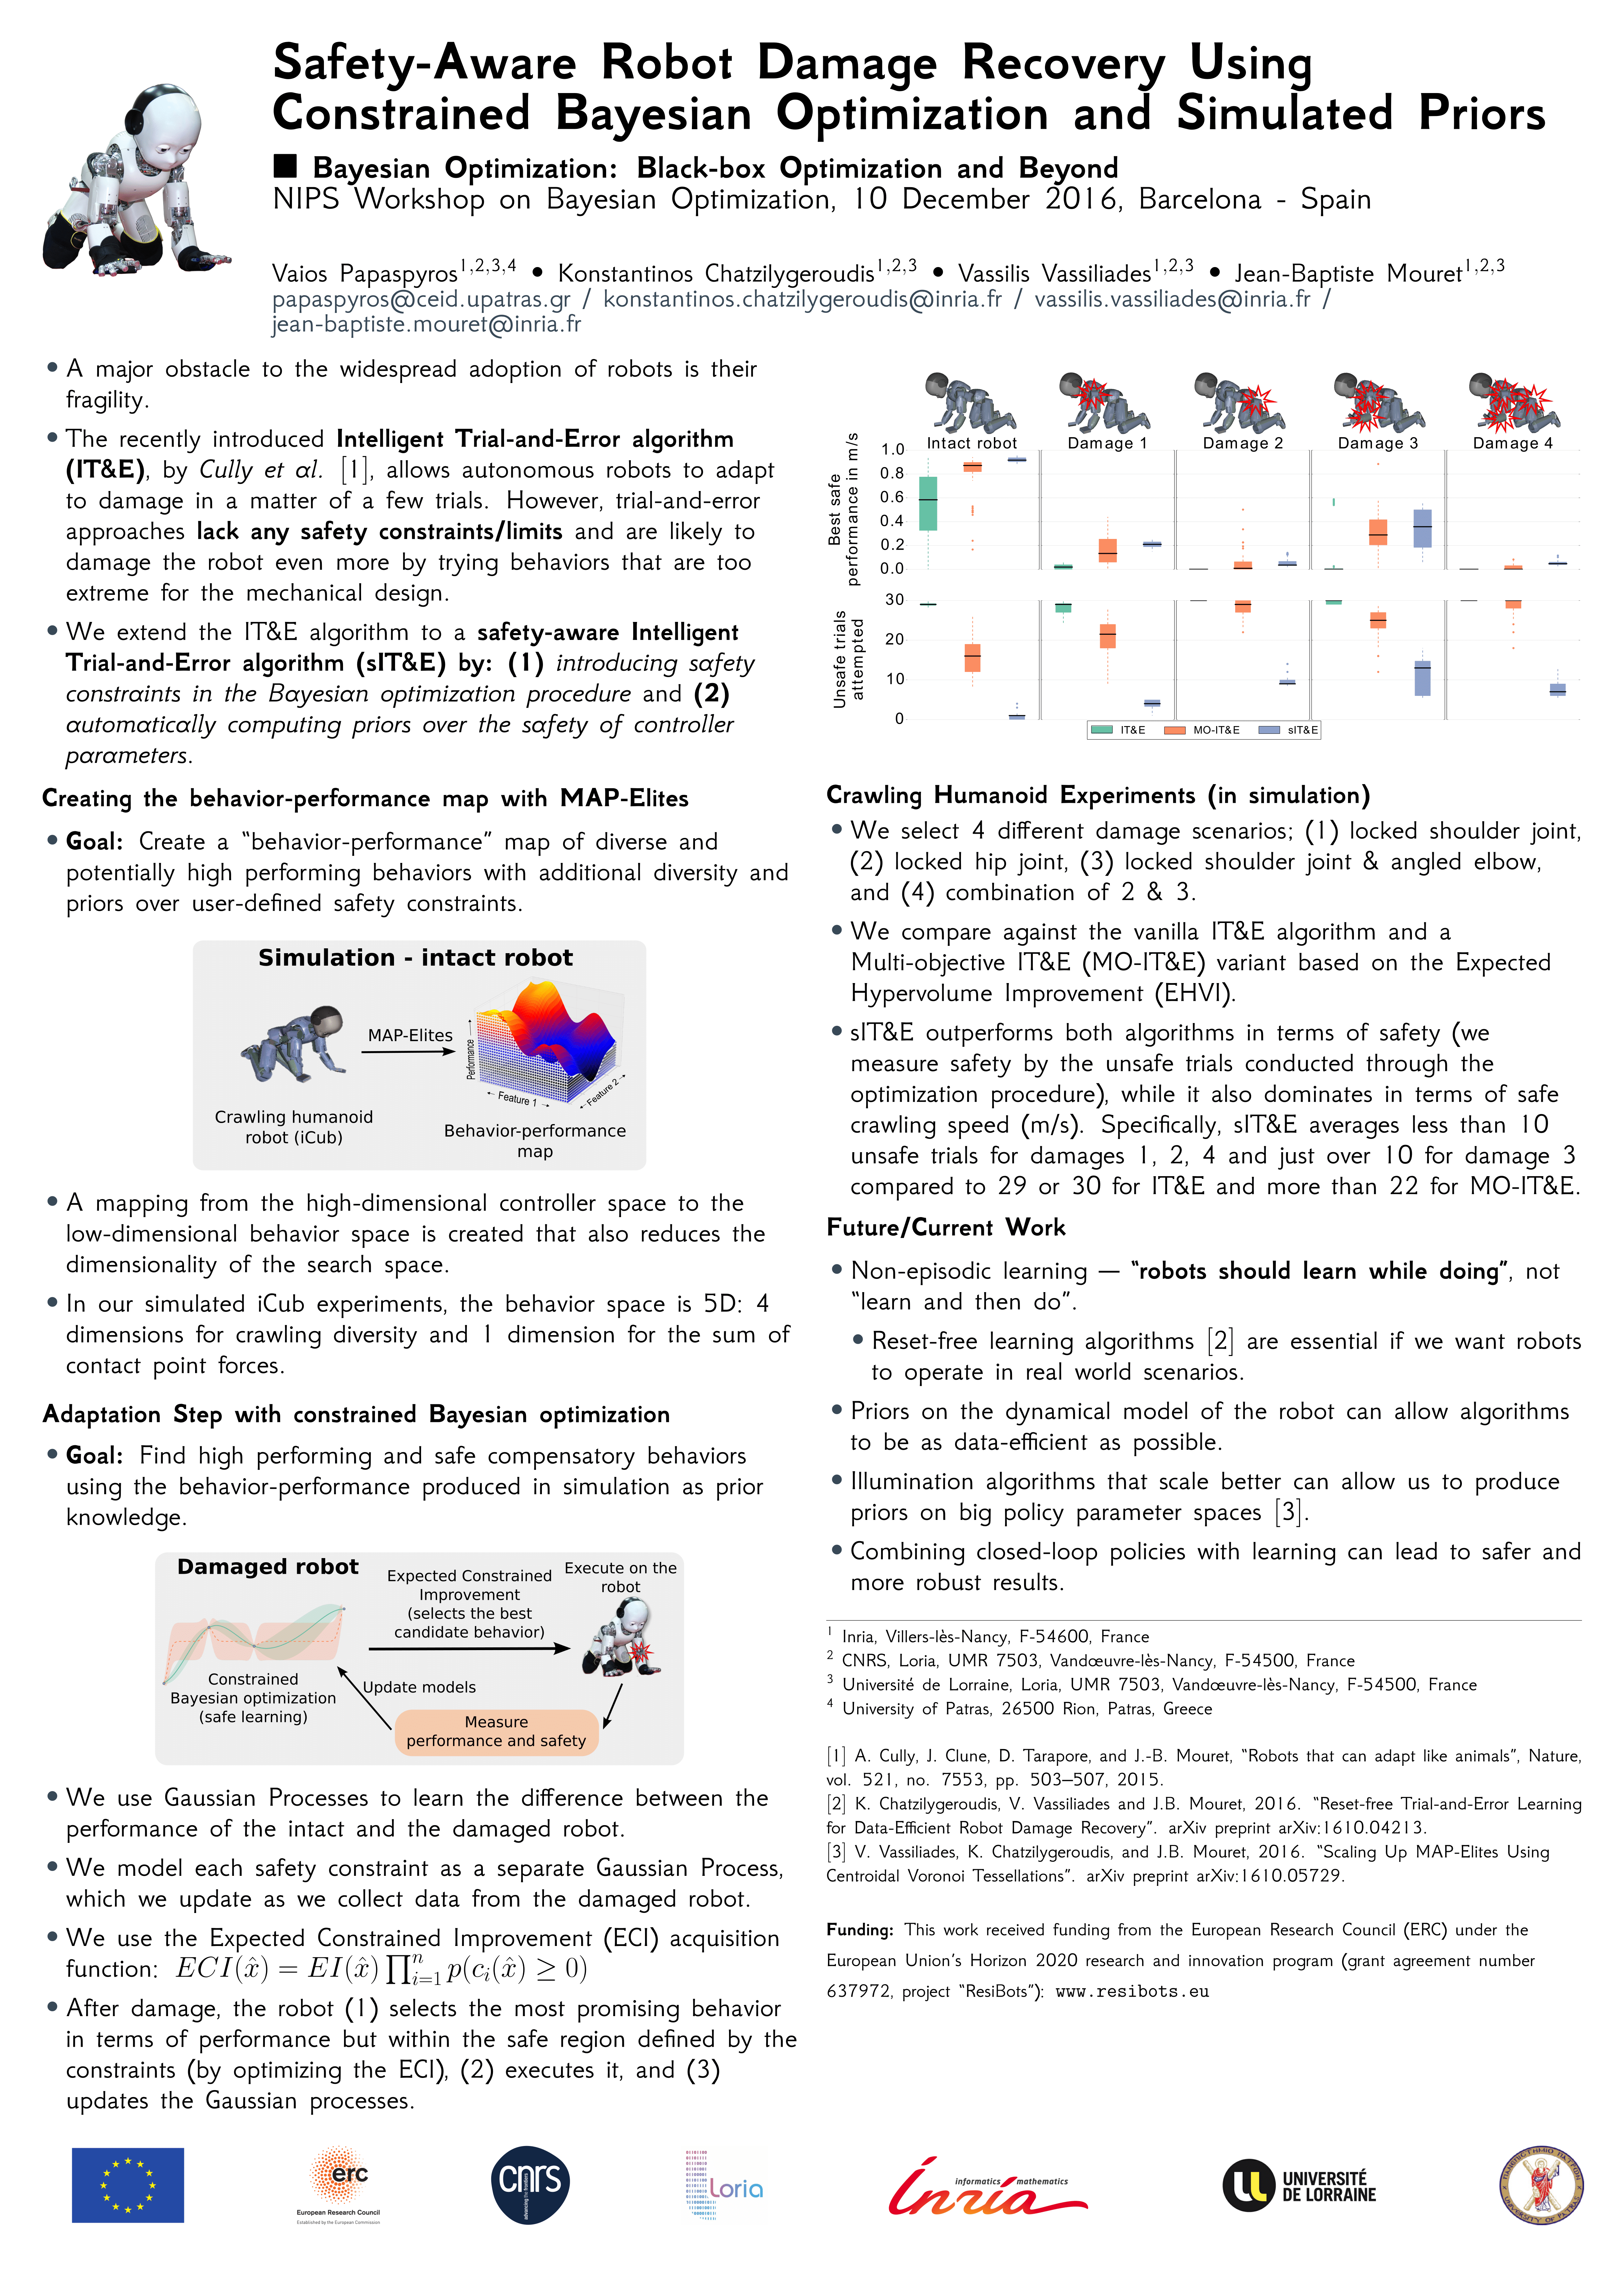 Safety-Aware Robot Damage Recovery Using
Constrained Bayesian Optimization and Simulated Priors
■ Bayesian Optimization: Black-box Optimization and Beyond
NIPS Workshop on Bayesian Optimization, 10 December 2016, Barcelona - Spain
Vaios Papaspyros1,2,3,4 • Konstantinos Chatzilygeroudis1,2,3 • Vassilis Vassiliades1,2,3 • Jean-Baptiste Mouret1,2,3
papaspyros@ceid.upatras.gr / konstantinos.chatzilygeroudis@inria.fr / vassilis.vassiliades@inria.fr /
jean-baptiste.mouret@inria.fr
• A major obstacle to the widespread adoption of robots is their
fragility.
• The recently introduced Intelligent Trial-and-Error algorithm
(IT&E), by Cully et al. [1], allows autonomous robots to adapt
to damage in a matter of a few trials. However, trial-and-error
approaches lack any safety constraints/limits and are likely to
damage the robot even more by trying behaviors that are too
extreme for the mechanical design.
• We extend the IT&E algorithm to a safety-aware Intelligent
Trial-and-Error algorithm (sIT&E) by: (1) introducing safety
constraints in the Bayesian optimization procedure and (2)
automatically computing priors over the safety of controller
parameters.
Creating the behavior-performance map with MAP-Elites
• Goal: Create a “behavior-performance” map of diverse and
potentially high performing behaviors with additional diversity and
priors over user-defined safety constraints.
Simulation - intact robot
MAP-Elites
Performance
← Feature 1 →
← Feature 2 →
Crawling humanoid
robot (iCub)
Behavior-performance
map
• A mapping from the high-dimensional controller space to the
low-dimensional behavior space is created that also reduces the
dimensionality of the search space.
• In our simulated iCub experiments, the behavior space is 5D: 4
dimensions for crawling diversity and 1 dimension for the sum of
contact point forces.
Adaptation Step with constrained Bayesian optimization
• Goal: Find high performing and safe compensatory behaviors
using the behavior-performance produced in simulation as prior
knowledge.
Damaged robot
Expected Constrained
Improvement
(selects the best
candidate behavior)
Execute on the
robot
Constrained
Bayesian optimization
(safe learning)
Update models
Measure
performance and safety
• We use Gaussian Processes to learn the difference between the
performance of the intact and the damaged robot.
• We model each safety constraint as a separate Gaussian Process,
which we update as we collect data from the damaged robot.
• We use the Expected Constrained Improvement (ECI) acquisition
function: ECI(x̂) = EI(x̂) ∏ⁿᵢ₌₁ p(cᵢ(x̂) ≥ 0)
• After damage, the robot (1) selects the most promising behavior
in terms of performance but within the safe region defined by the
constraints (by optimizing the ECI), (2) executes it, and (3)
updates the Gaussian processes.
Intact robot Damage 1 Damage 2 Damage 3 Damage 4
Best safe
performance in m/s
1.0
0.8
0.6
0.4
0.2
0.0
Unsafe trials
attempted
30
20
10
0
IT&E MO-IT&E sIT&E
Crawling Humanoid Experiments (in simulation)
• We select 4 different damage scenarios; (1) locked shoulder joint,
(2) locked hip joint, (3) locked shoulder joint & angled elbow,
and (4) combination of 2 & 3.
• We compare against the vanilla IT&E algorithm and a
Multi-objective IT&E (MO-IT&E) variant based on the Expected
Hypervolume Improvement (EHVI).
• sIT&E outperforms both algorithms in terms of safety (we
measure safety by the unsafe trials conducted through the
optimization procedure), while it also dominates in terms of safe
crawling speed (m/s). Specifically, sIT&E averages less than 10
unsafe trials for damages 1, 2, 4 and just over 10 for damage 3
compared to 29 or 30 for IT&E and more than 22 for MO-IT&E.
Future/Current Work
• Non-episodic learning — “robots should learn while doing”, not
“learn and then do”.
• Reset-free learning algorithms [2] are essential if we want robots
to operate in real world scenarios.
• Priors on the dynamical model of the robot can allow algorithms
to be as data-efficient as possible.
• Illumination algorithms that scale better can allow us to produce
priors on big policy parameter spaces [3].
• Combining closed-loop policies with learning can lead to safer and
more robust results.
1 Inria, Villers-lès-Nancy, F-54600, France
2 CNRS, Loria, UMR 7503, Vandœuvre-lès-Nancy, F-54500, France
3 Université de Lorraine, Loria, UMR 7503, Vandœuvre-lès-Nancy, F-54500, France
4 University of Patras, 26500 Rion, Patras, Greece
[1] A. Cully, J. Clune, D. Tarapore, and J.-B. Mouret, “Robots that can adapt like animals”, Nature,
vol. 521, no. 7553, pp. 503–507, 2015.
[2] K. Chatzilygeroudis, V. Vassiliades and J.B. Mouret, 2016. “Reset-free Trial-and-Error Learning
for Data-Efficient Robot Damage Recovery”. arXiv preprint arXiv:1610.04213.
[3] V. Vassiliades, K. Chatzilygeroudis, and J.B. Mouret, 2016. “Scaling Up MAP-Elites Using
Centroidal Voronoi Tessellations”. arXiv preprint arXiv:1610.05729.
Funding: This work received funding from the European Research Council (ERC) under the
European Union’s Horizon 2020 research and innovation program (grant agreement number
637972, project “ResiBots”): www.resibots.eu
erc
European Research Council
Established by the European Commission
cnrs
advancing the frontiers
Loria
informatics mathematics
Inria
UNIVERSITÉ
DE LORRAINE